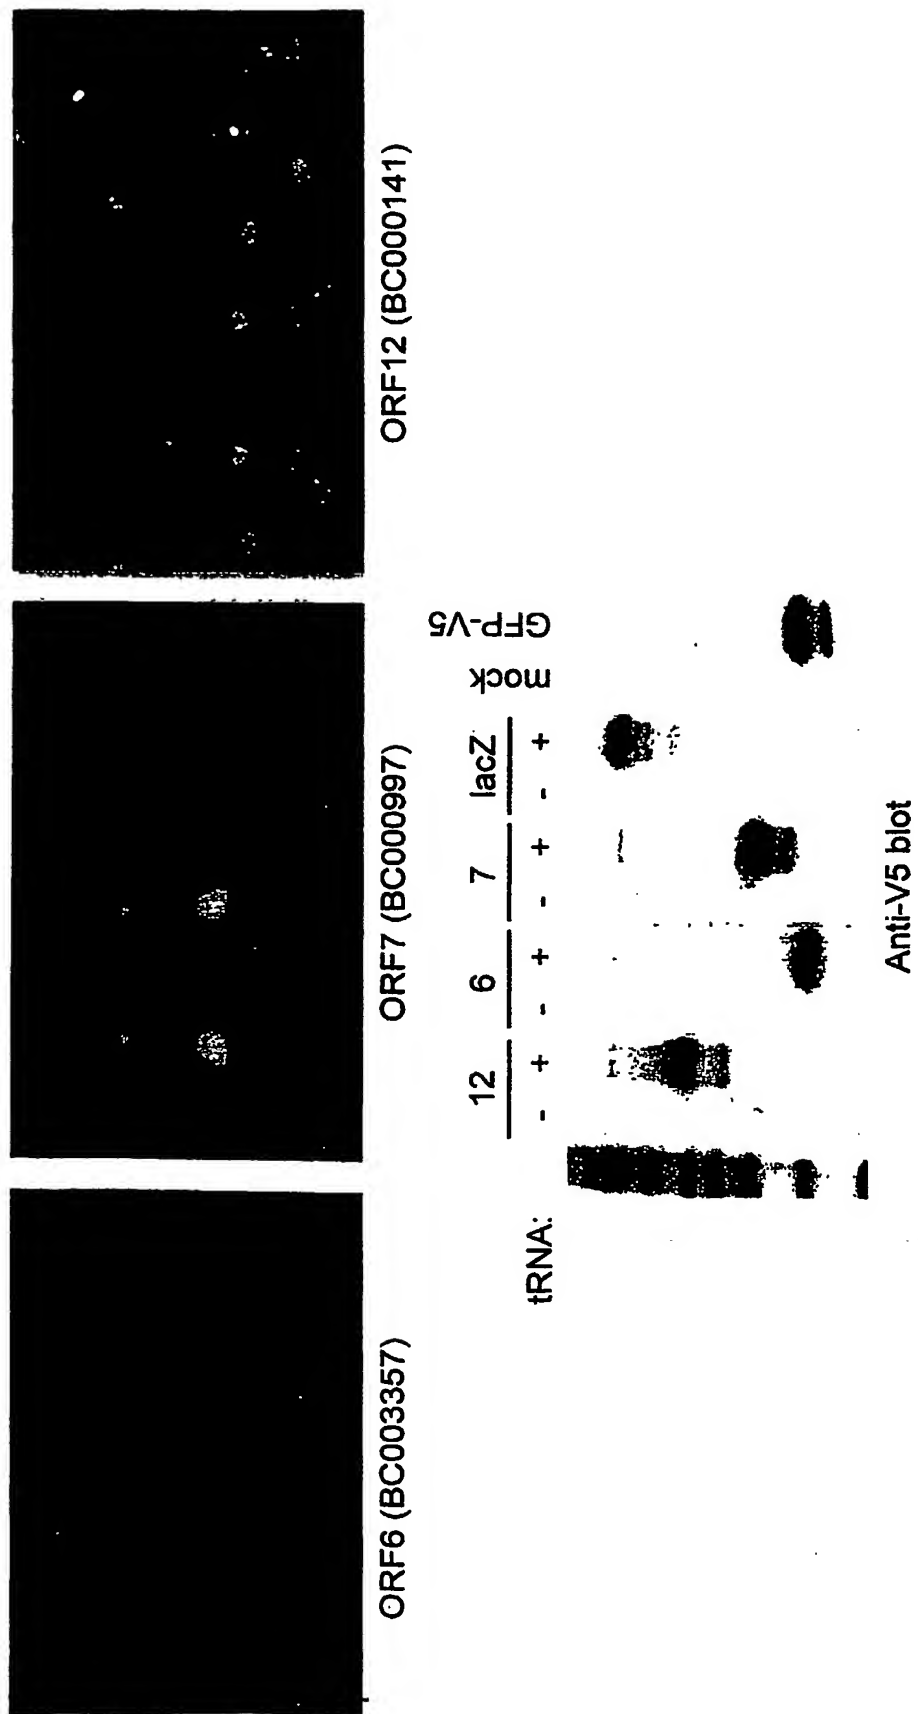 ORF6 (BC003357)
ORF7 (BC000997)
ORF12 (BC000141)
12 6 7 lacZ mock GFP-V5
tRNA: - + - + - + - +
Anti-V5 blot